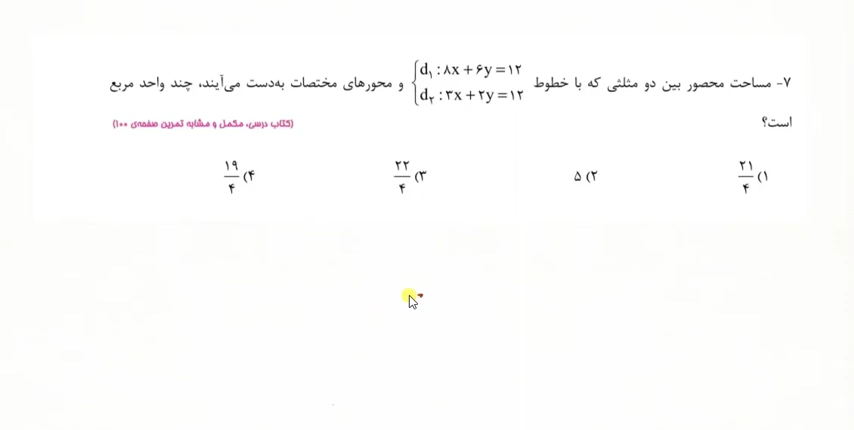 ۷- مساحت محصور بین دو مثلثی که با خطوط { d₁ : ۸x + ۶y = ۱۲ و محورهای مختصات به‌دست می‌آیند، چند واحد مربع
d₂ : ۳x + ۲y = ۱۲
است؟ (کتاب درسی، مکمل و مشابه تمرین صفحه‌ی ۱۰۰)
۱) ۲۱/۴ ۲) ۵ ۳) ۲۲/۴ ۴) ۱۹/۴